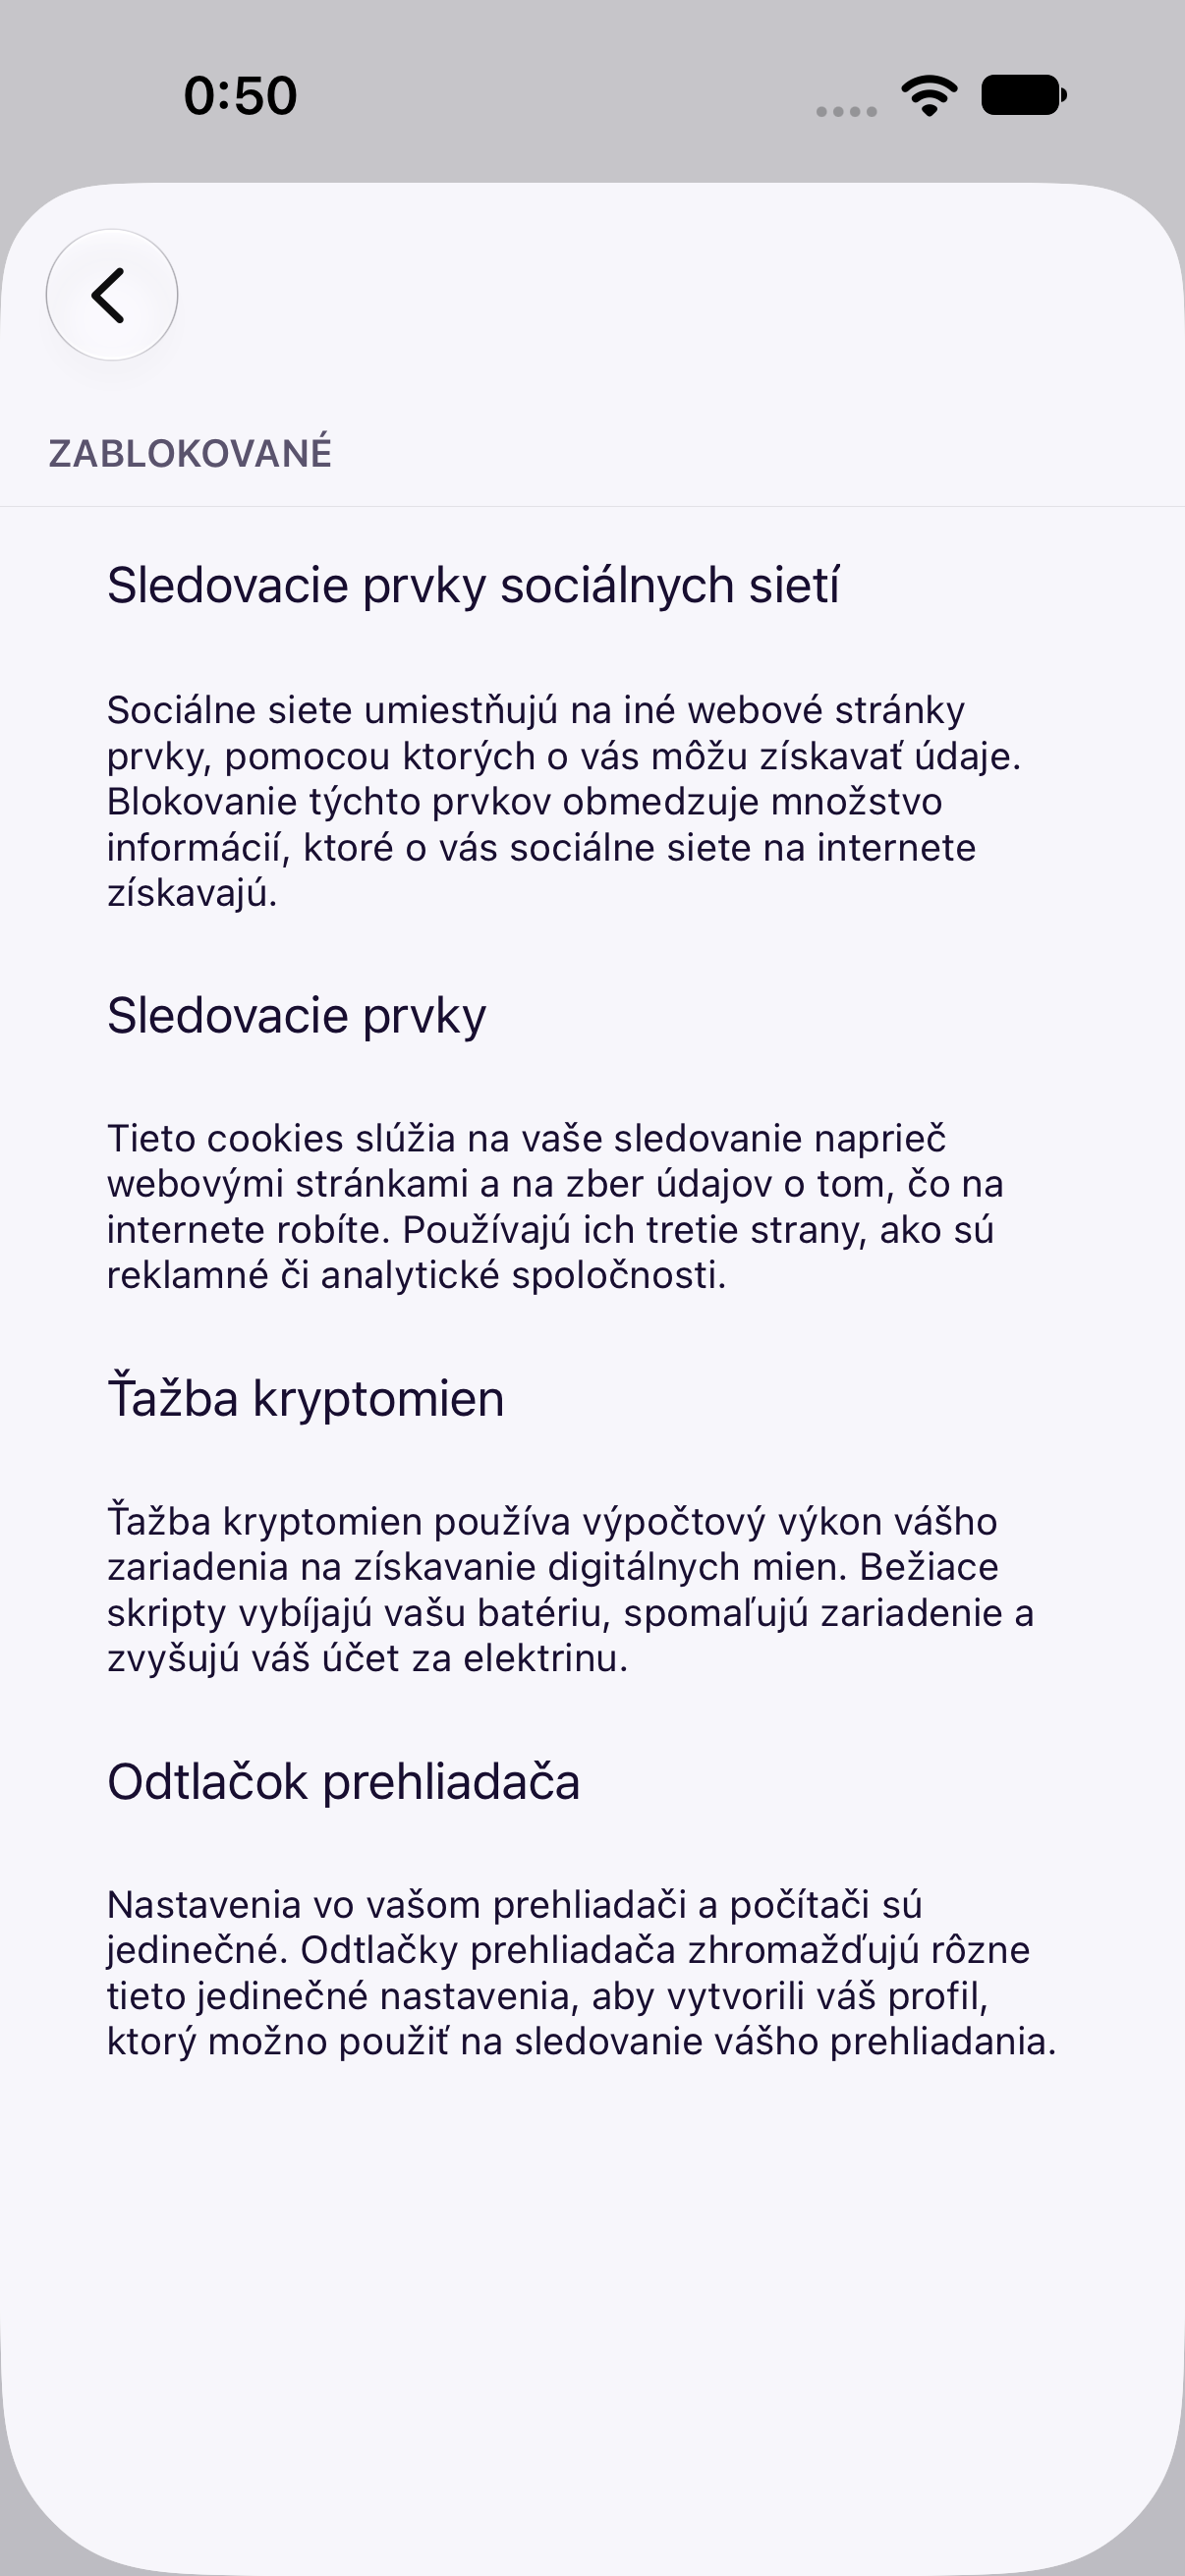 0:50
ZABLOKOVANÉ
Sledovacie prvky sociálnych sietí
Sociálne siete umiestňujú na iné webové stránky
prvky, pomocou ktorých o vás môžu získavať údaje.
Blokovanie týchto prvkov obmedzuje množstvo
informácií, ktoré o vás sociálne siete na internete
získavajú.
Sledovacie prvky
Tieto cookies slúžia na vaše sledovanie naprieč
webovými stránkami a na zber údajov o tom, čo na
internete robíte. Používajú ich tretie strany, ako sú
reklamné či analytické spoločnosti.
Ťažba kryptomien
Ťažba kryptomien používa výpočtový výkon vášho
zariadenia na získavanie digitálnych mien. Bežiace
skripty vybíjajú vašu batériu, spomaľujú zariadenie a
zvyšujú váš účet za elektrinu.
Odtlačok prehliadača
Nastavenia vo vašom prehliadači a počítači sú
jedinečné. Odtlačky prehliadača zhromažďujú rôzne
tieto jedinečné nastavenia, aby vytvorili váš profil,
ktorý možno použiť na sledovanie vášho prehliadania.